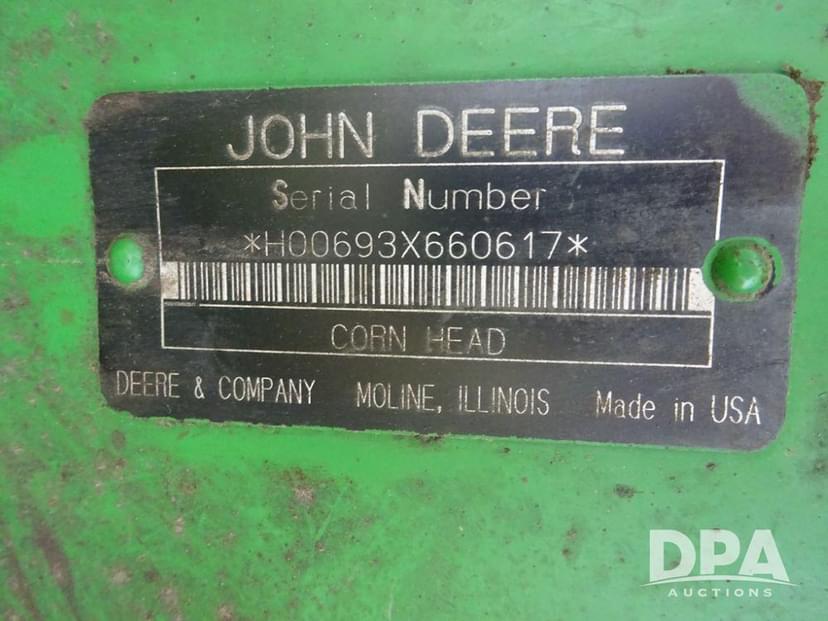 JOHN DEERE
Serial Number
*H00693X660617*
CORN HEAD
DEERE & COMPANY MOLINE, ILLINOIS Made in USA
DPA
AUCTIONS